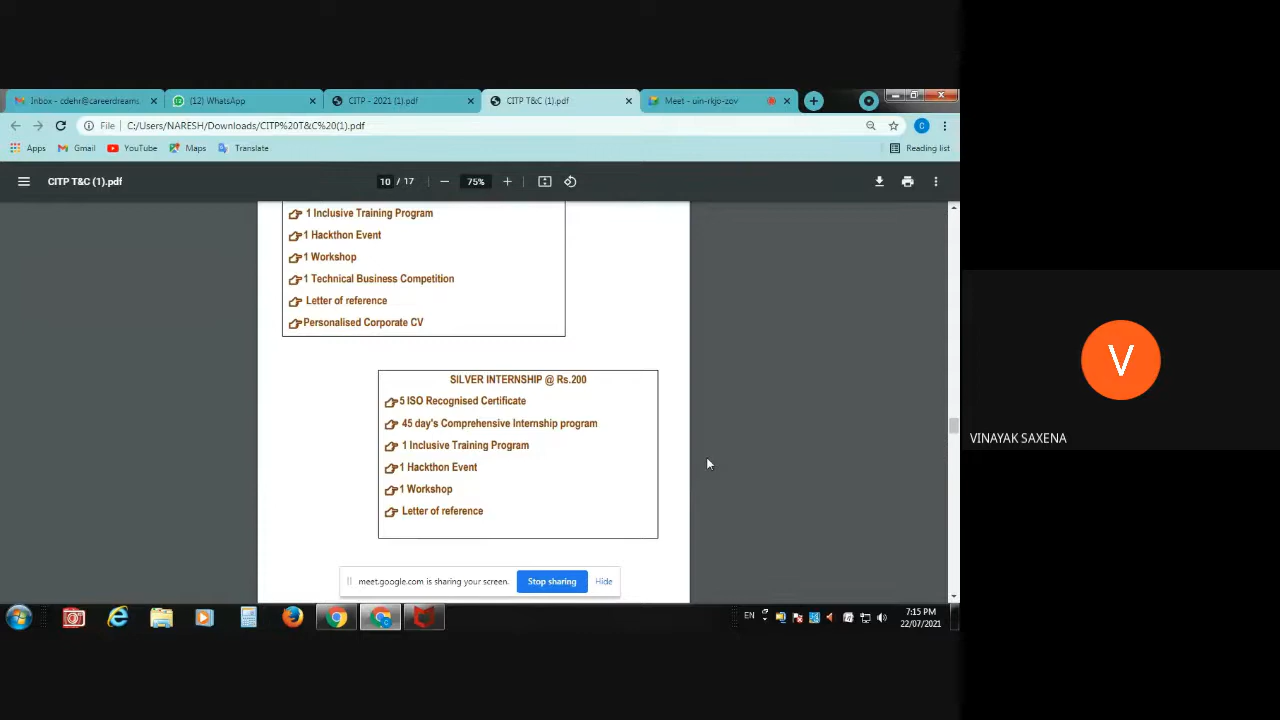 Inbox - cdehr@careerdreams.
(12) WhatsApp
CITP - 2021 (1).pdf
CITP T&C (1).pdf
Meet - uin-rkjo-zov
File
C:/Users/NARESH/Downloads/CITP%20T&C%20(1).pdf
C
Apps
Gmail
YouTube
Maps
Translate
Reading list
CITP T&C (1).pdf
10 / 17
75%
1 Inclusive Training Program
1 Hackthon Event
1 Workshop
1 Technical Business Competition
Letter of reference
Personalised Corporate CV
SILVER INTERNSHIP @ Rs.200
5 ISO Recognised Certificate
45 day's Comprehensive Internship program
1 Inclusive Training Program
1 Hackthon Event
1 Workshop
Letter of reference
meet.google.com is sharing your screen.
Stop sharing
Hide
EN
7:15 PM
22/07/2021
V
VINAYAK SAXENA